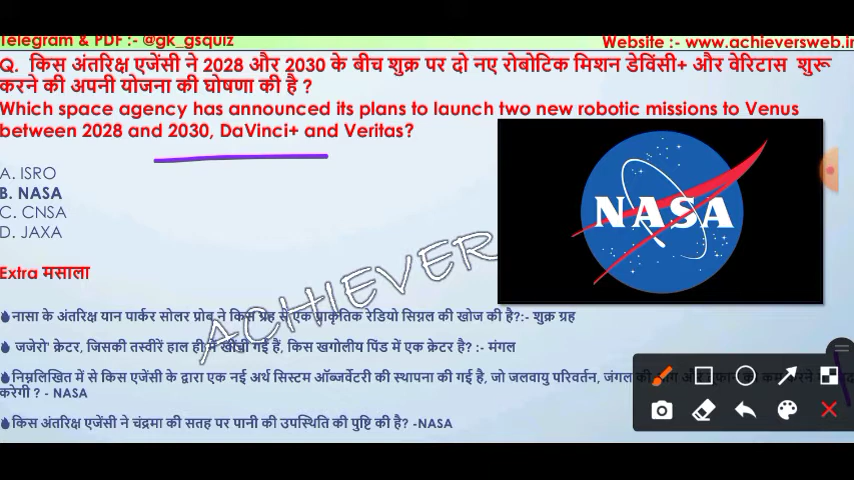 Telegram & PDF :- @gk_gsquiz
Website :- www.achieversweb.in
Q. किस अंतरिक्ष एजेंसी ने 2028 और 2030 के बीच शुक्र पर दो नए रोबोटिक मिशन डेविंसी+ और वेरिटास शुरू
करने की अपनी योजना की घोषणा की है ?
Which space agency has announced its plans to launch two new robotic missions to Venus
between 2028 and 2030, DaVinci+ and Veritas?
A. ISRO
B. NASA
C. CNSA
D. JAXA
NASA
ACHIEVER
Extra मसाला
नासा के अंतरिक्ष यान पार्कर सोलर प्रोब ने किस ग्रह से एक प्राकृतिक रेडियो सिग्नल की खोज की है?:- शुक्र ग्रह
जजेरो' क्रेटर, जिसकी तस्वीरें हाल ही में खींची गई हैं, किस खगोलीय पिंड में एक क्रेटर है? :- मंगल
निम्नलिखित में से किस एजेंसी के द्वारा एक नई अर्थ सिस्टम ऑब्जर्वेटरी की स्थापना की गई है, जो जलवायु परिवर्तन, जंगल की
करेगी ? - NASA
किस अंतरिक्ष एजेंसी ने चंद्रमा की सतह पर पानी की उपस्थिति की पुष्टि की है? -NASA